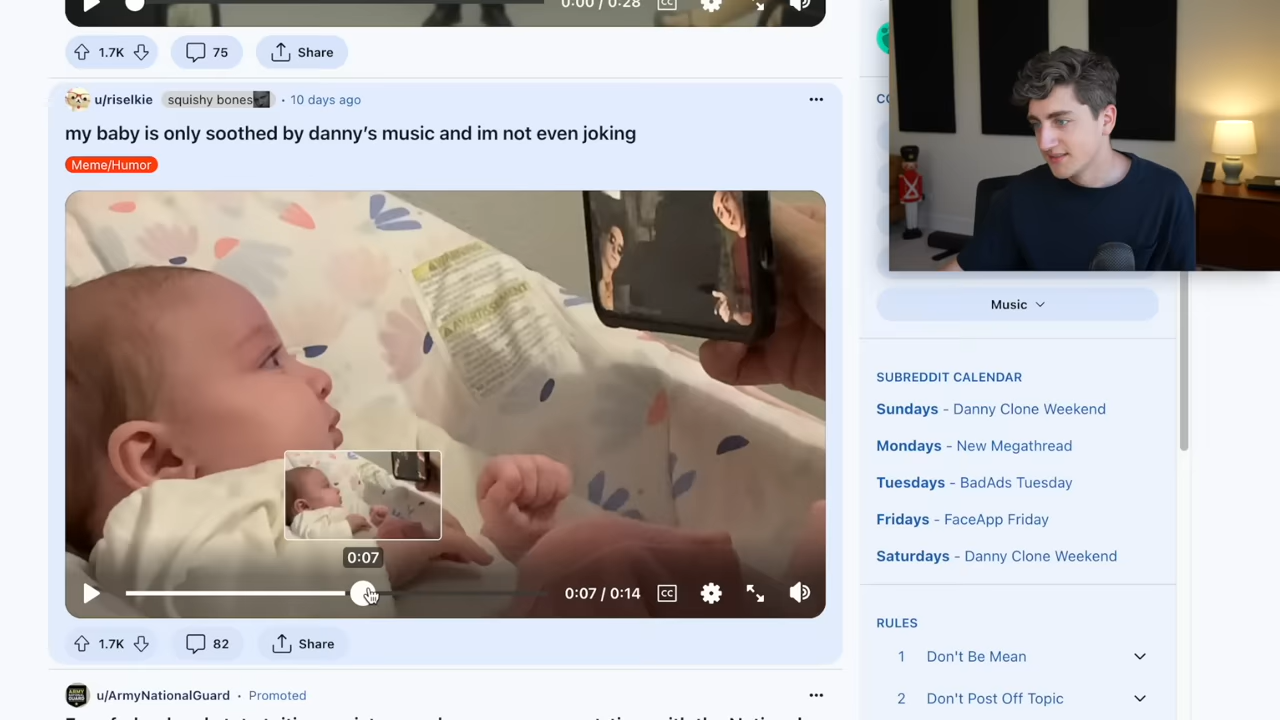 0:00 / 0:28 CC
1.7K 75 Share
u/riselkie squishy bones • 10 days ago
my baby is only soothed by danny's music and im not even joking
Meme/Humor
AVERTISSEMENT
0:07
0:07 / 0:14 CC
1.7K 82 Share
u/ArmyNationalGuard • Promoted
Music
SUBREDDIT CALENDAR
Sundays - Danny Clone Weekend
Mondays - New Megathread
Tuesdays - BadAds Tuesday
Fridays - FaceApp Friday
Saturdays - Danny Clone Weekend
RULES
1 Don't Be Mean
2 Don't Post Off Topic